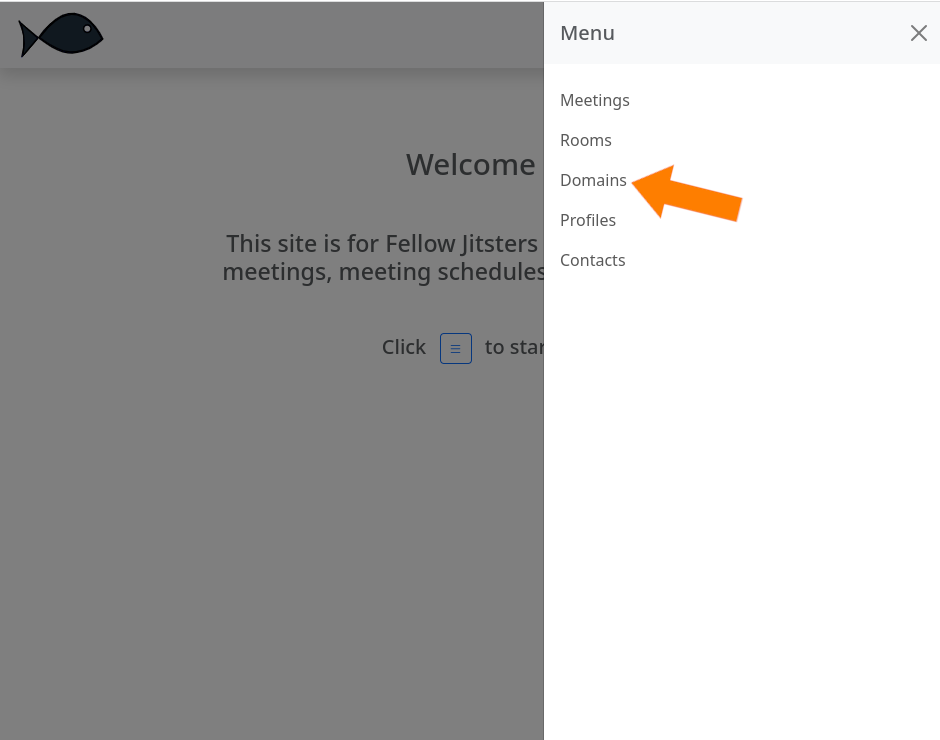 Menu
Meetings
Rooms
Domains
Profiles
Contacts
Welcome
This site is for Fellow Jitsters
meetings, meeting schedules
Click ☰ to star